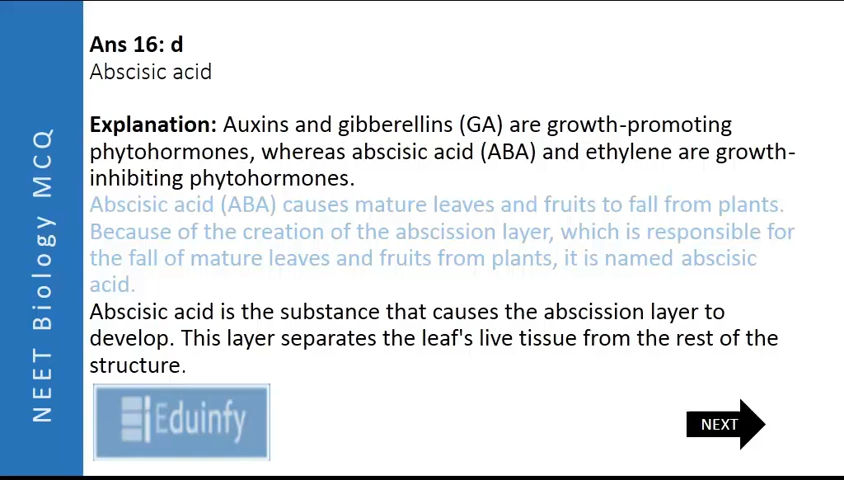 NEET Biology MCQ
Ans 16: d
Abscisic acid
Explanation: Auxins and gibberellins (GA) are growth-promoting
phytohormones, whereas abscisic acid (ABA) and ethylene are growth-
inhibiting phytohormones.
Abscisic acid (ABA) causes mature leaves and fruits to fall from plants.
Because of the creation of the abscission layer, which is responsible for
the fall of mature leaves and fruits from plants, it is named abscisic
acid.
Abscisic acid is the substance that causes the abscission layer to
develop. This layer separates the leaf's live tissue from the rest of the
structure.
Eduinfy
NEXT